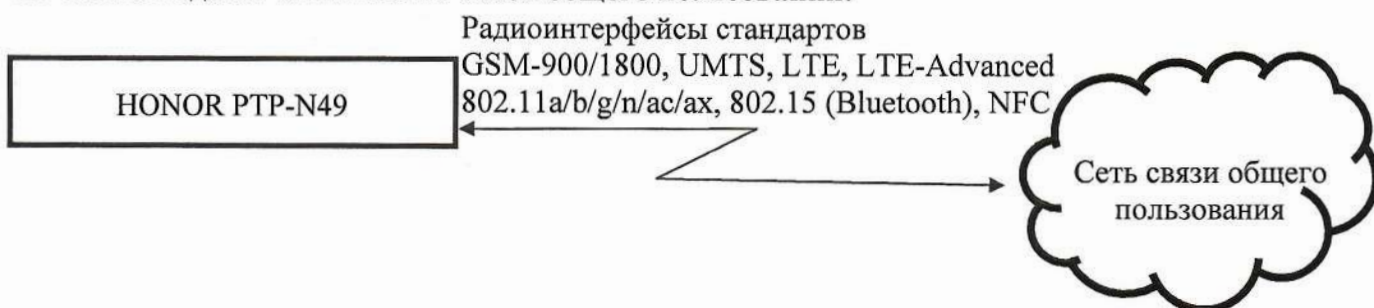 Радиоинтерфейсы стандартов
GSM-900/1800, UMTS, LTE, LTE-Advanced
802.11a/b/g/n/ac/ax, 802.15 (Bluetooth), NFC
HONOR PTP-N49
Сеть связи общего
пользования